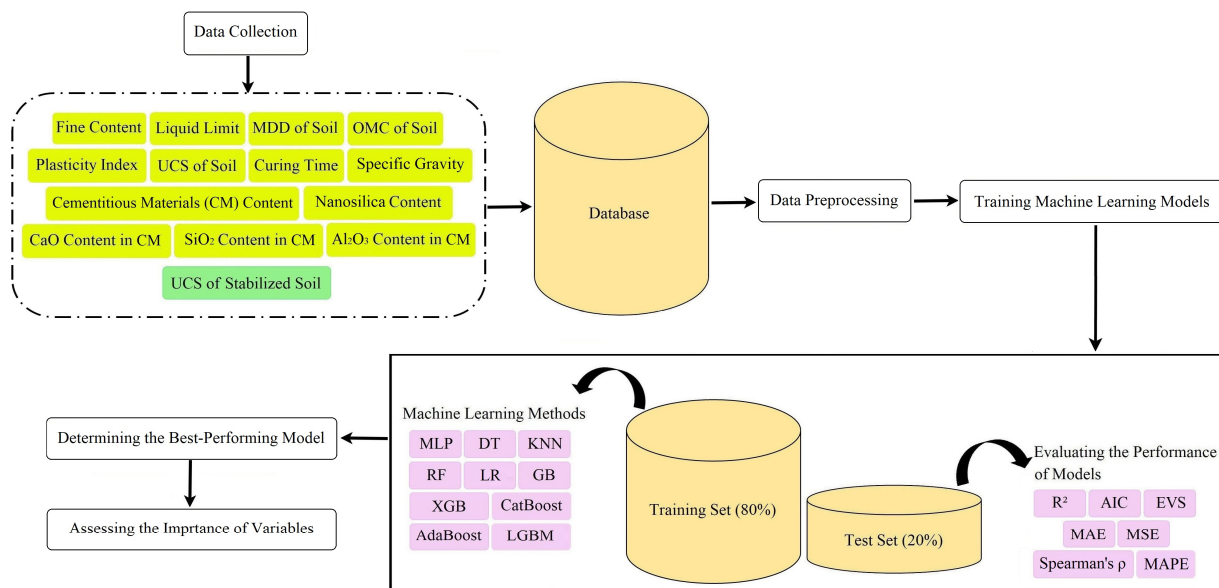 Data Collection
Fine Content
Liquid Limit
MDD of Soil
OMC of Soil
Plasticity Index
UCS of Soil
Curing Time
Specific Gravity
Cementitious Materials (CM) Content
Nanosilica Content
CaO Content in CM
SiO₂ Content in CM
Al₂O₃ Content in CM
UCS of Stabilized Soil
Database
Data Preprocessing
Training Machine Learning Models
Machine Learning Methods
MLP
DT
KNN
RF
LR
GB
XGB
CatBoost
AdaBoost
LGBM
Training Set (80%)
Test Set (20%)
Evaluating the Performance
of Models
R²
AIC
EVS
MAE
MSE
Spearman's ρ
MAPE
Determining the Best-Performing Model
Assessing the Imprtance of Variables